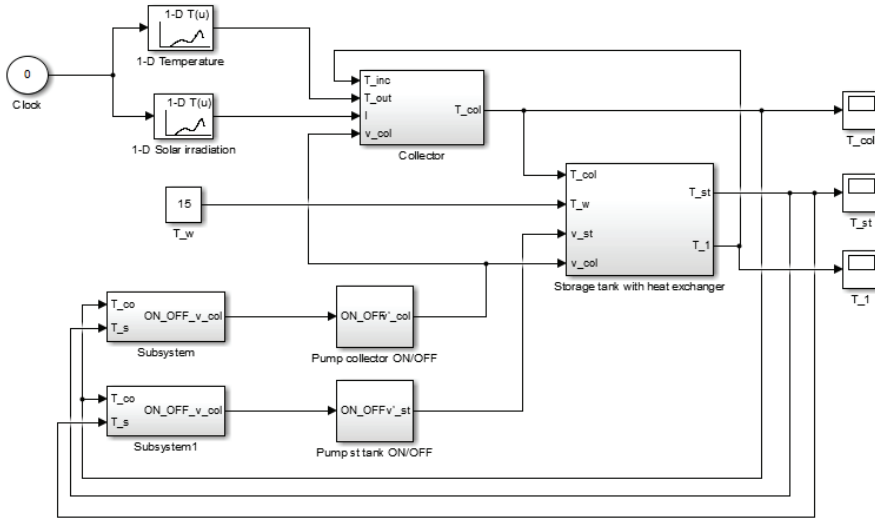 1-D T(u)
1-D Temperature
0
Clock
1-D T(u)
1-D Solar irradiation
T_inc
T_out
I
v_col
T_col
Collector
T_col
15
T_w
T_col
T_w
v_st
v_col
T_st
T_1
Storage tank with heat exchanger
T_st
T_1
T_co
T_s
ON_OFF_v_col
Subsystem
ON_OFF
v'_col
Pump collector ON/OFF
T_co
T_s
ON_OFF_v_col
Subsystem1
ON_OFF
v'_st
Pump st tank ON/OFF